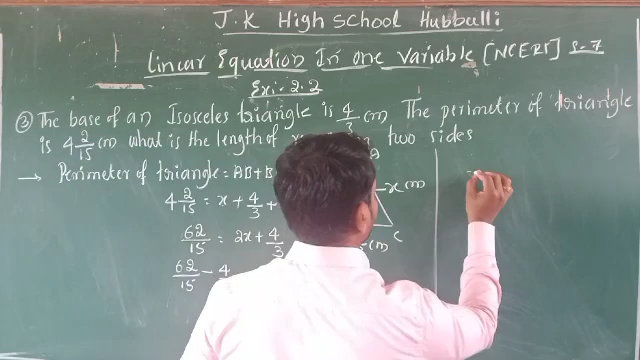 J.K High School Hubballi
Linear Equation In one Variable [NCERT] S-7
Ex:- 2.2
③ The base of an Isosceles triangle is 4/3 cm The perimeter of triangle
is 4 2/15 cm what is the length of two sides
→ Perimeter of triangle = AB+B
4 2/15 = x + 4/3 +
62/15 = 2x + 4/3
62/15 - 4
x cm
C
cm